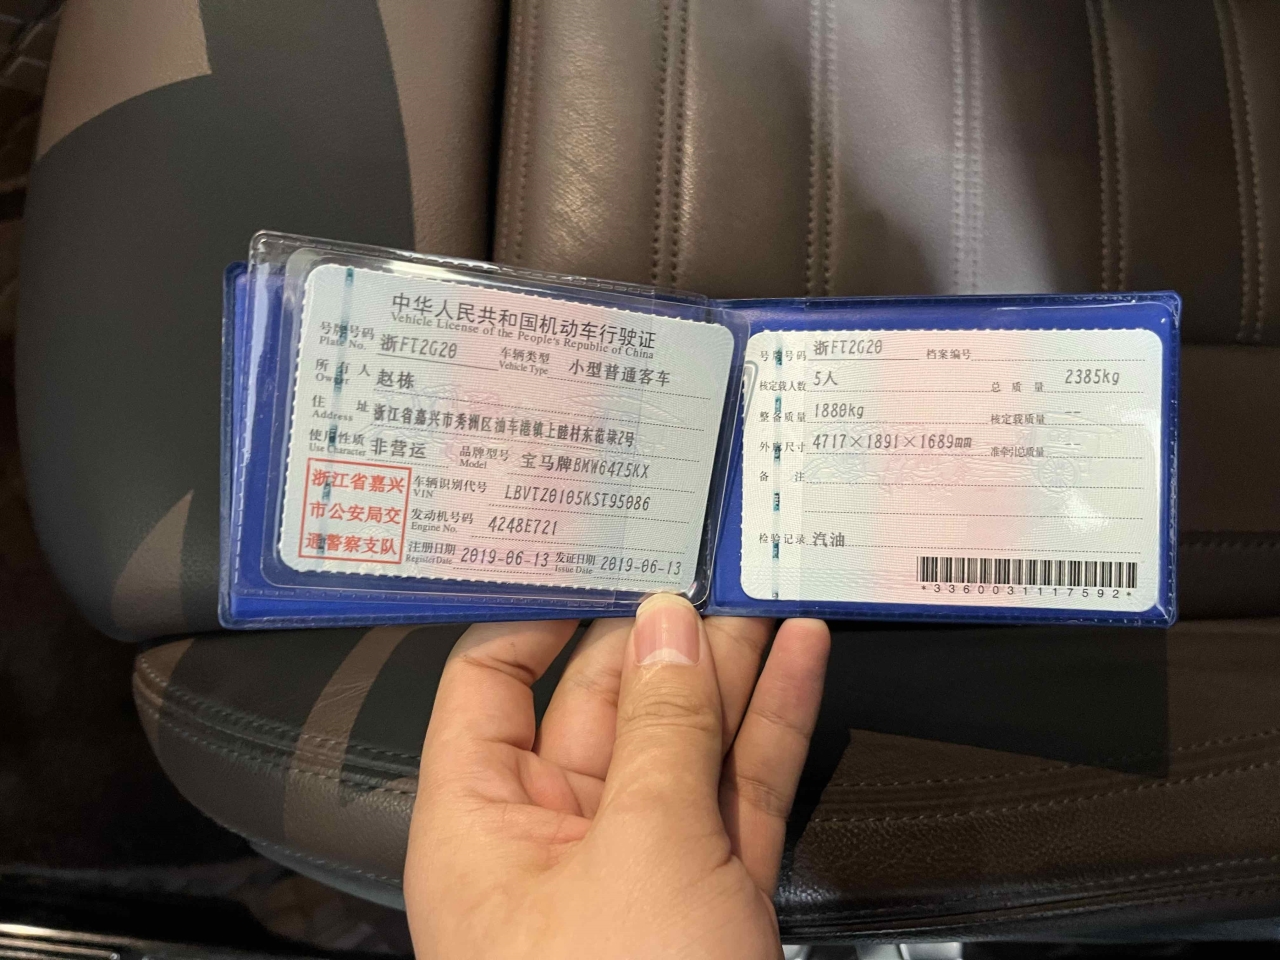 中华人民共和国机动车行驶证
Vehicle License of the People's Republic of China
号牌号码 浙FT2G20 车辆类型 小型普通客车
Plate No. Vehicle Type
所有人 赵栋
Owner
住址 浙江省嘉兴市秀洲区油车港镇上睦村东范埭2号
Address
使用性质 非营运 品牌型号 宝马牌BMW6475KX
Use Character Model
浙江省嘉兴
市公安局交
通警察支队
车辆识别代号 LBVTZ0105KST95086
VIN
发动机号码 4248E721
Engine No.
注册日期 2019-06-13 发证日期 2019-06-13
Register Date Issue Date
号牌号码 浙FT2G20 档案编号
核定载人数 5人 总质量 2385kg
整备质量 1880kg 核定载质量 --
外廓尺寸 4717×1891×1689mm 准牵引总质量 --
备注
检验记录 汽油
*3360031117592*